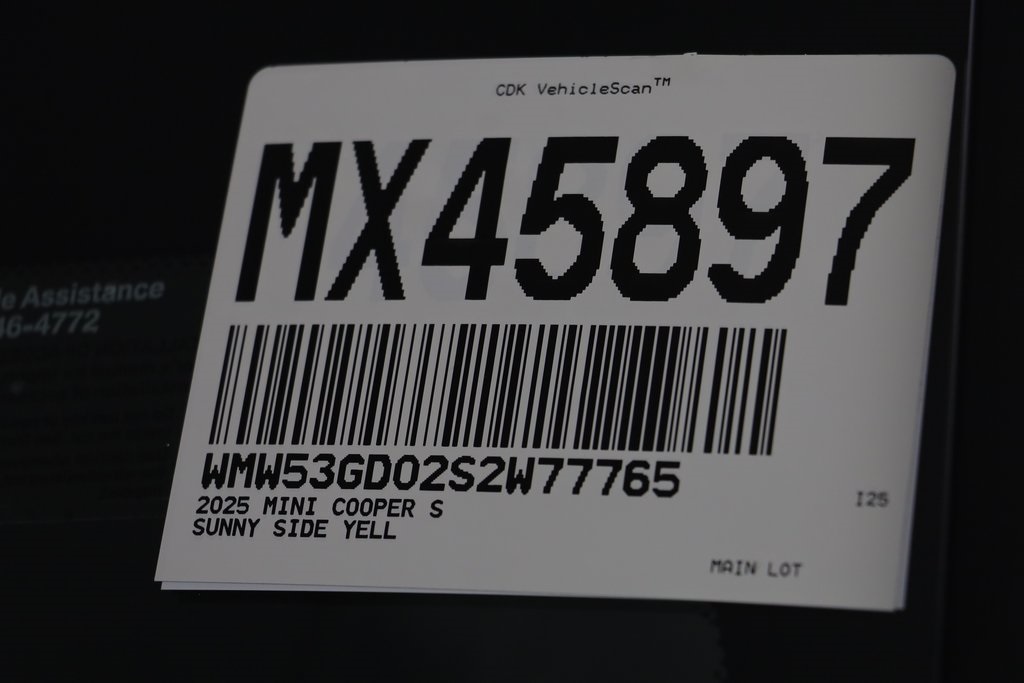 CDK VehicleScan™
MX45897
WMW53GD02S2W77765
2025 MINI COOPER S
SUNNY SIDE YELL
I25
MAIN LOT
Assistance
46-4772